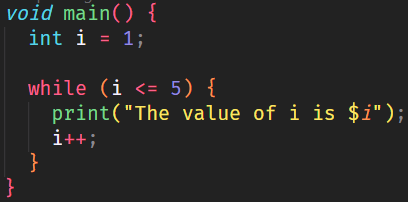 void main() {
  int i = 1;

  while (i <= 5) {
    print("The value of i is $i");
    i++;
  }
}